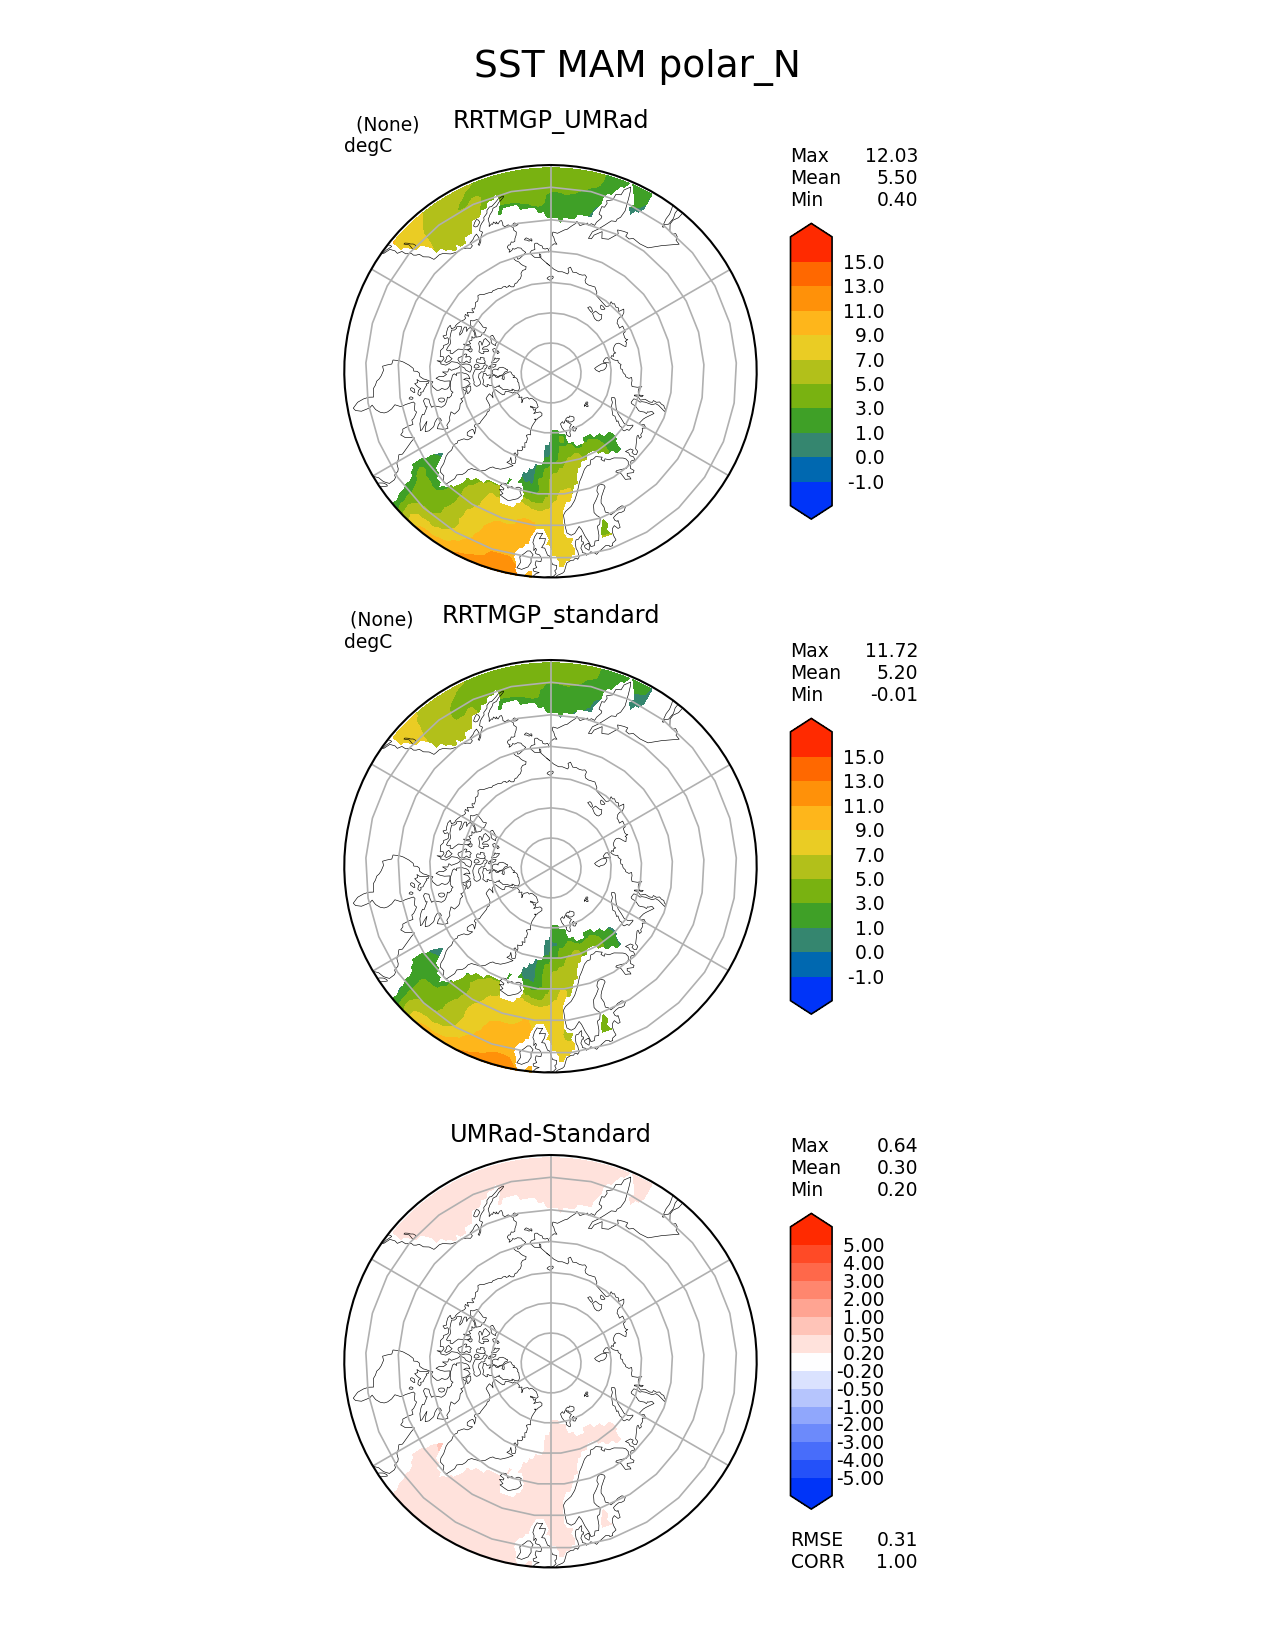 SST MAM polar_N
(None)
RRTMGP_UMRad
degC
Max 12.03
Mean 5.50
Min 0.40
15.0
13.0
11.0
9.0
7.0
5.0
3.0
1.0
0.0
-1.0
(None)
RRTMGP_standard
degC
Max 11.72
Mean 5.20
Min -0.01
15.0
13.0
11.0
9.0
7.0
5.0
3.0
1.0
0.0
-1.0
UMRad-Standard
Max 0.64
Mean 0.30
Min 0.20
5.00
4.00
3.00
2.00
1.00
0.50
0.20
-0.20
-0.50
-1.00
-2.00
-3.00
-4.00
-5.00
RMSE 0.31
CORR 1.00